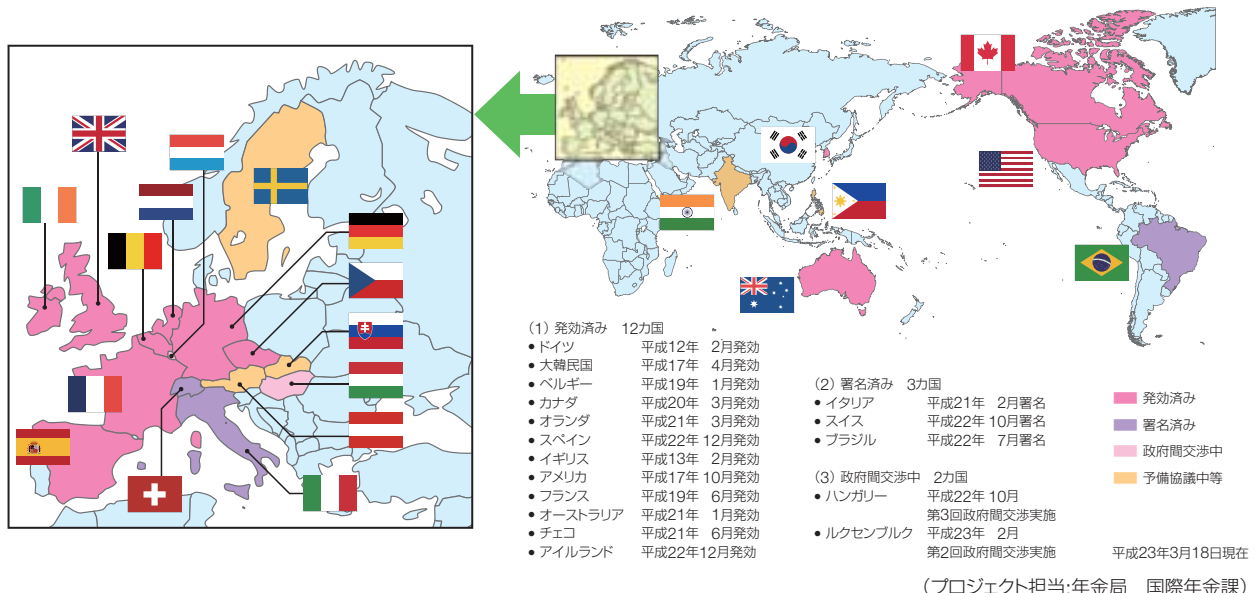 (1) 発効済み 12カ国
• ドイツ 平成12年 2月発効
• 大韓民国 平成17年 4月発効
• ベルギー 平成19年 1月発効
• カナダ 平成20年 3月発効
• オランダ 平成21年 3月発効
• スペイン 平成22年12月発効
• イギリス 平成13年 2月発効
• アメリカ 平成17年10月発効
• フランス 平成19年 6月発効
• オーストラリア 平成21年 1月発効
• チェコ 平成21年 6月発効
• アイルランド 平成22年12月発効
(2) 署名済み 3カ国
• イタリア 平成21年 2月署名
• スイス 平成22年10月署名
• ブラジル 平成22年 7月署名
(3) 政府間交渉中 2カ国
• ハンガリー 平成22年10月
第3回政府間交渉実施
• ルクセンブルク 平成23年 2月
第2回政府間交渉実施
発効済み
署名済み
政府間交渉中
予備協議中等
平成23年3月18日現在
(プロジェクト担当:年金局 国際年金課)